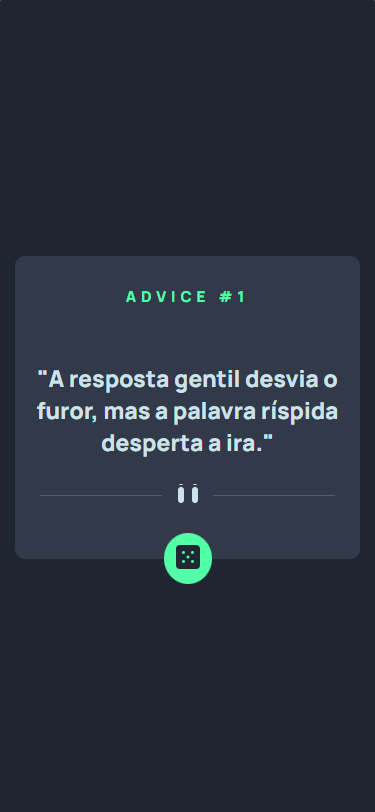 ADVICE #1
"A resposta gentil desvia o
furor, mas a palavra ríspida
desperta a ira."